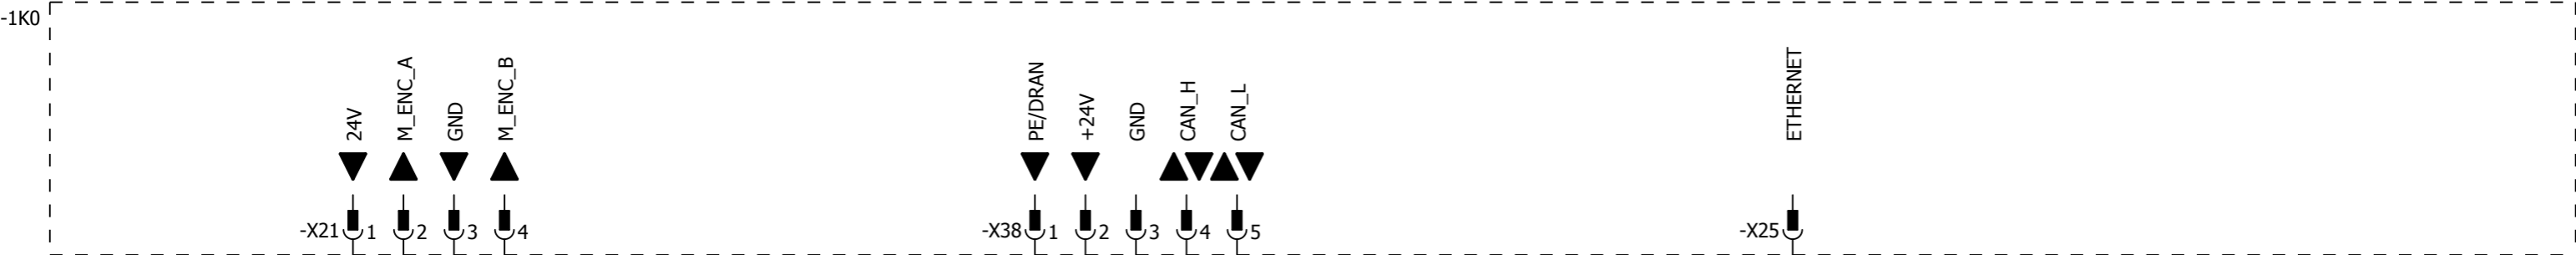 -1K0
24V
M_ENC_A
GND
M_ENC_B
PE/DRAN
+24V
GND
CAN_H
CAN_L
ETHERNET
-X21 1 2 3 4
-X38 1 2 3 4 5
-X25